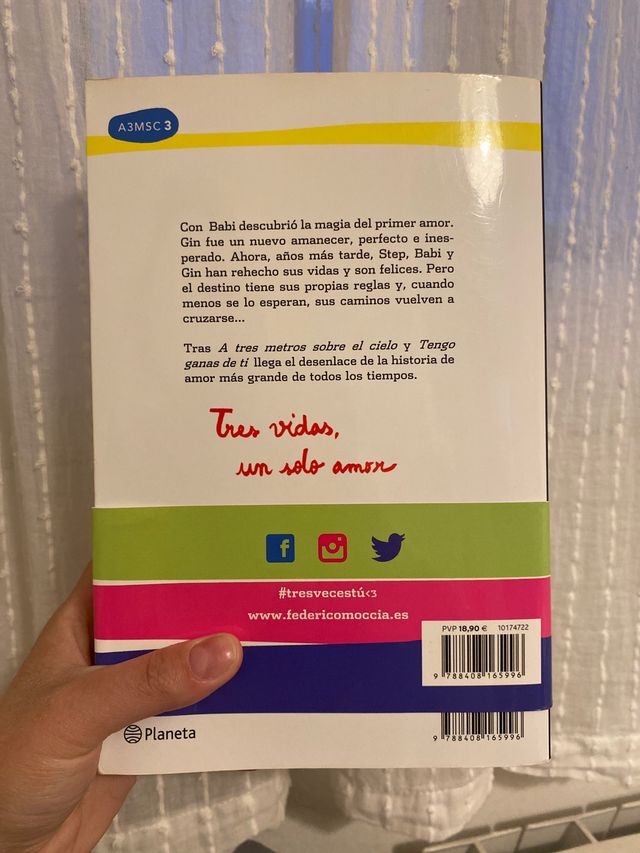 A3MSC 3
Con Babi descubrió la magia del primer amor.
Gin fue un nuevo amanecer, perfecto e ines-
perado. Ahora, años más tarde, Step, Babi y
Gin han rehecho sus vidas y son felices. Pero
el destino tiene sus propias reglas y, cuando
menos se lo esperan, sus caminos vuelven a
cruzarse...
Tras A tres metros sobre el cielo y Tengo
ganas de ti llega el desenlace de la historia de
amor más grande de todos los tiempos.
Tres vidas,
un solo amor
#tresvecestú<3
www.federicomoccia.es
PVP 18,90 € 10174722
9 788408 165996
9 788408 165996
Planeta